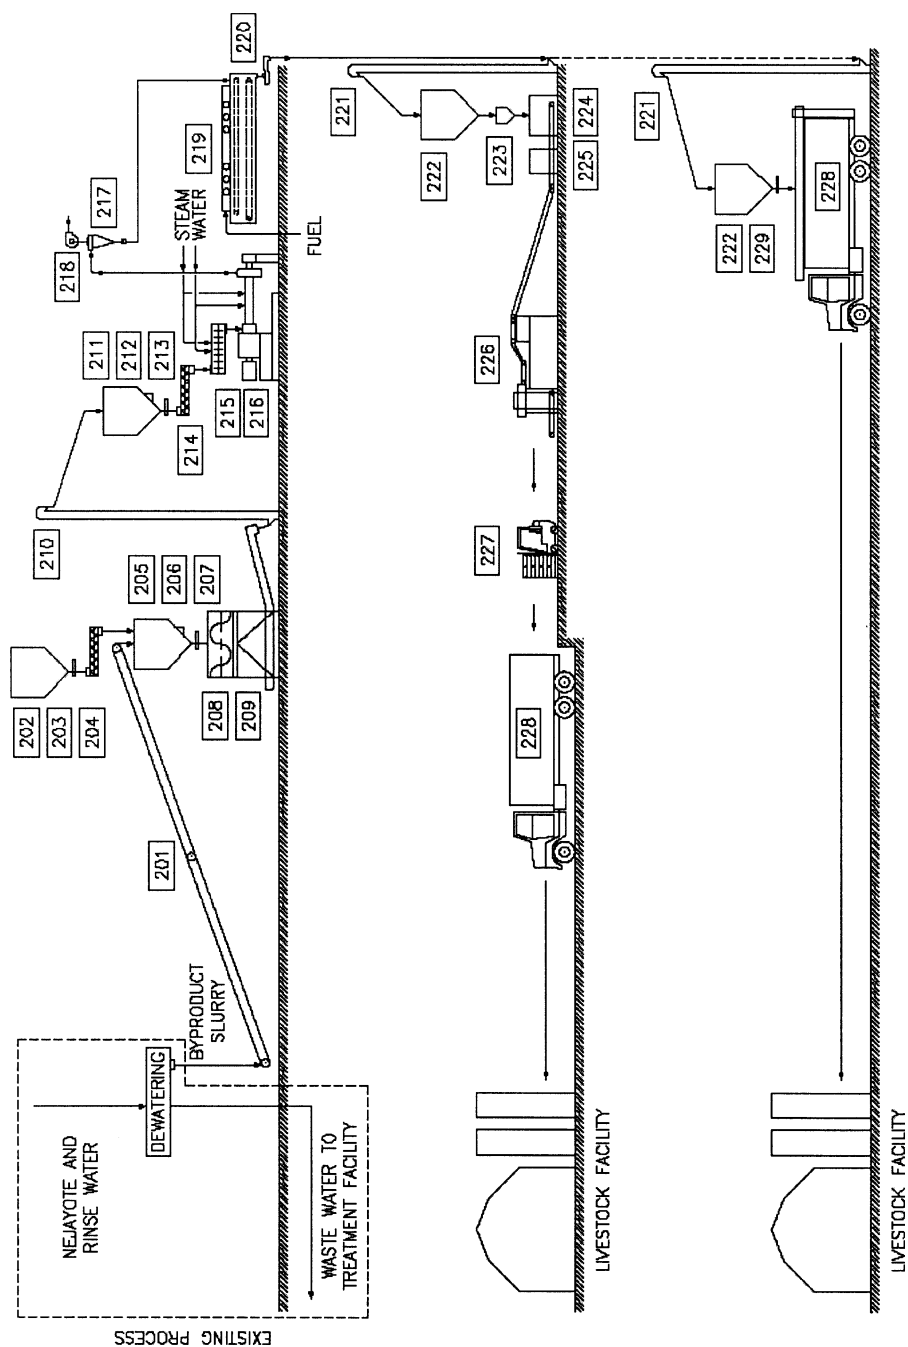 EXISTING PROCESS
NEJAYOTE AND
RINSE WATER
DEWATERING
WASTE WATER TO
TREATMENT FACILITY
BYPRODUCT
SLURRY
201
202
203
204
205
206
207
208
209
210
211
212
213
214
215
216
217
218
STEAM
WATER
219
FUEL
220
221
222
223
224
225
226
227
228
LIVESTOCK FACILITY
221
222
229
228
LIVESTOCK FACILITY